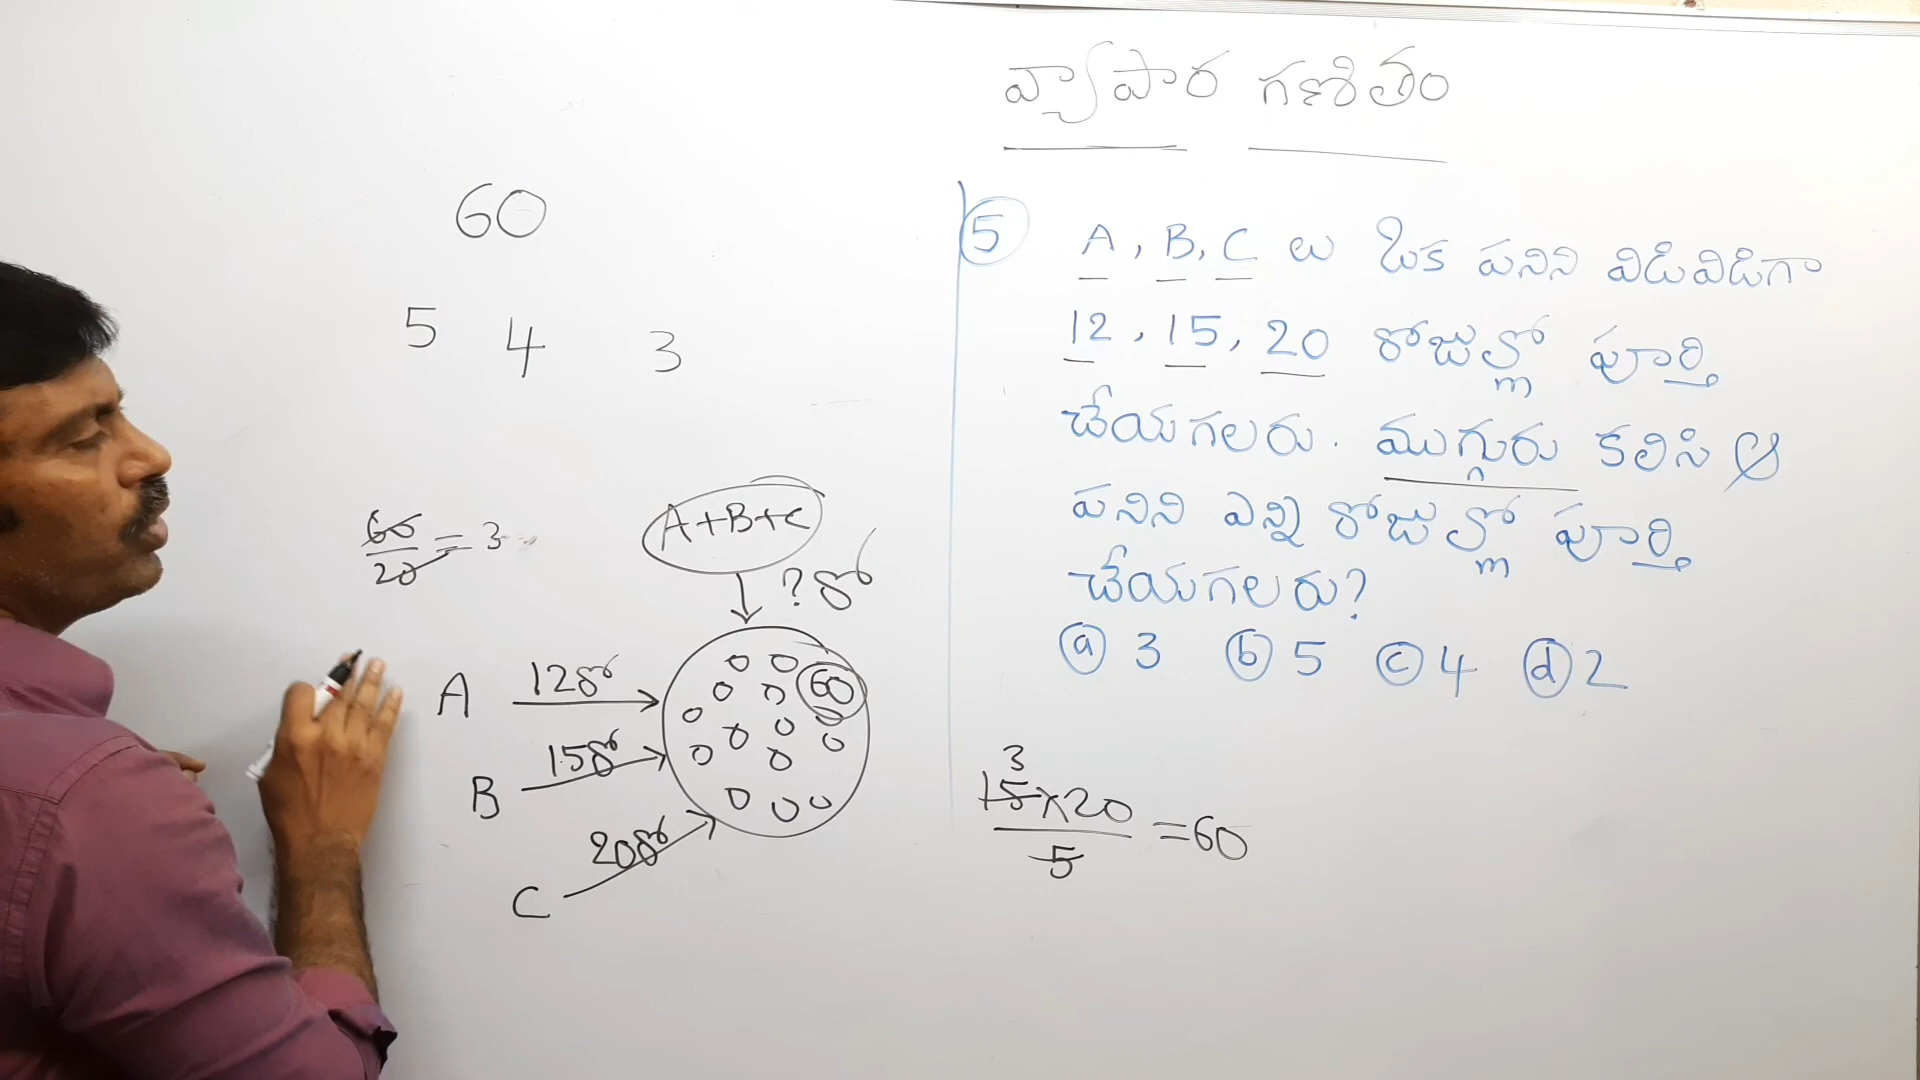 వ్యాపార గణితం
5 A, B, C లు ఒక పనిని విడివిడిగా
12, 15, 20 రోజుల్లో పూర్తి
చేయగలరు. ముగ్గురు కలిసి ఆ
పనిని ఎన్ని రోజుల్లో పూర్తి
చేయగలరు?
a 3 b 5 c 4 d 2
3
15×20
5
=60
60
5 4 3
60
20
=3
A+B+C
? రో
A 12రో
60
B 15రో
C 20రో